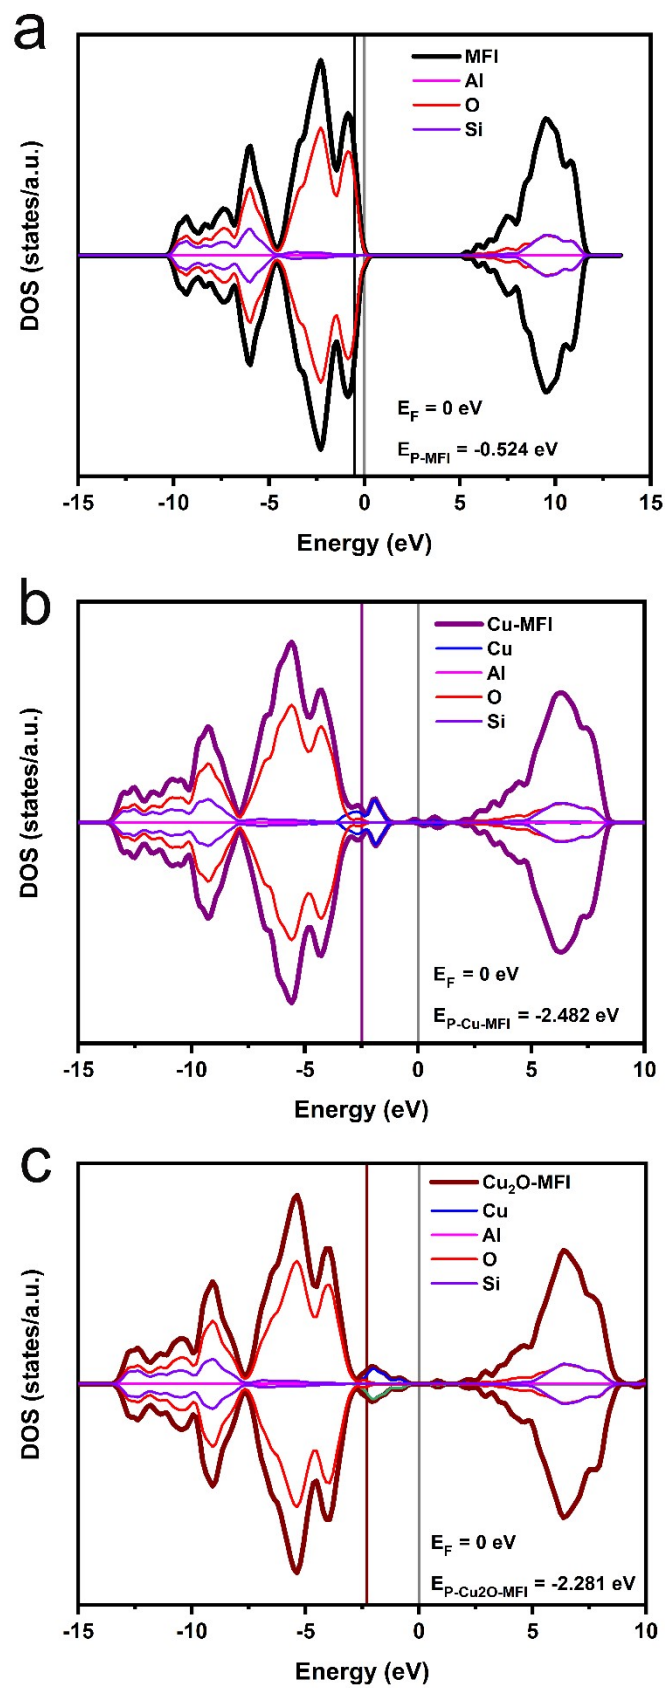 a
MFI
Al
O
Si
DOS (states/a.u.)
E_F = 0 eV
E_P-MFI = -0.524 eV
-15 -10 -5 0 5 10 15
Energy (eV)
b
Cu-MFI
Cu
Al
O
Si
DOS (states/a.u.)
E_F = 0 eV
E_P-Cu-MFI = -2.482 eV
-15 -10 -5 0 5 10
Energy (eV)
c
Cu₂O-MFI
Cu
Al
O
Si
DOS (states/a.u.)
E_F = 0 eV
E_P-Cu2O-MFI = -2.281 eV
-15 -10 -5 0 5 10
Energy (eV)